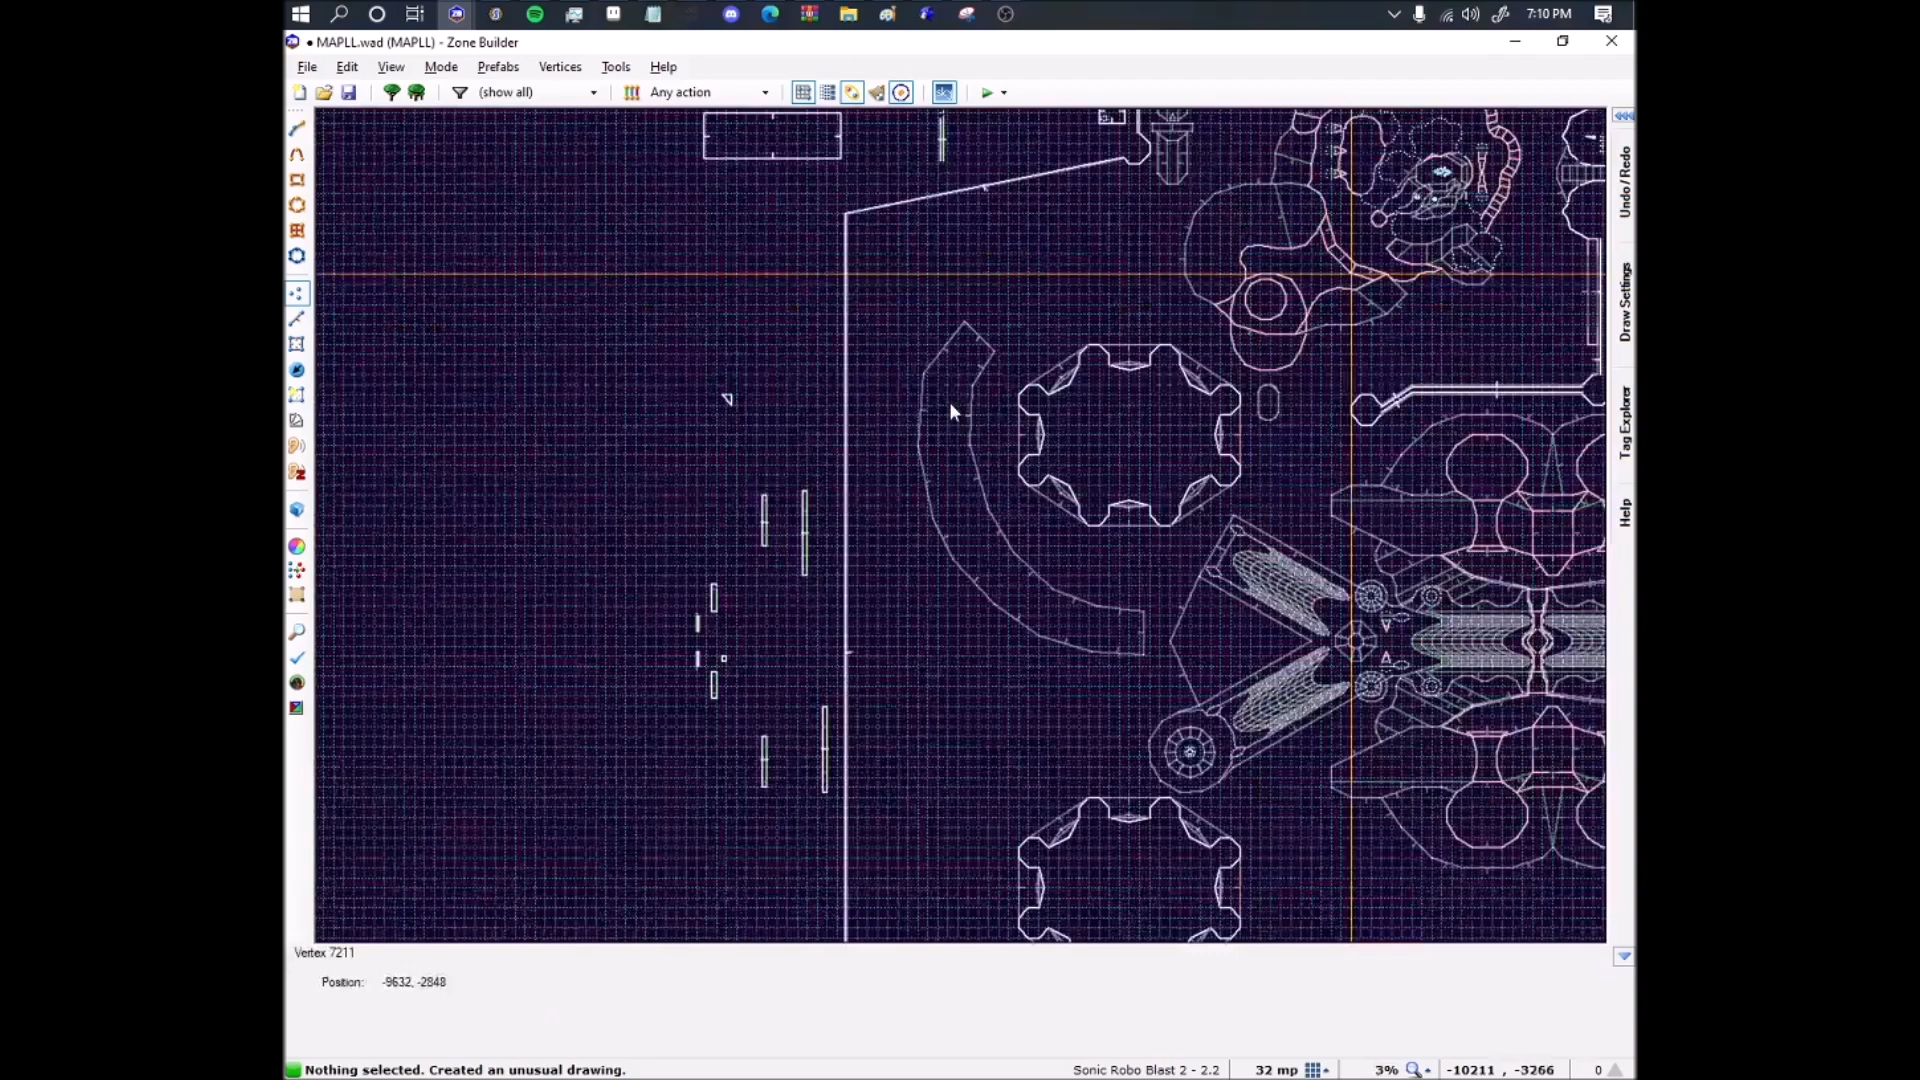 7:10 PM
• MAPLL.wad (MAPLL) - Zone Builder
File Edit View Mode Prefabs Vertices Tools Help
(show all) Any action sky
Undo/Redo
Draw Settings
Tag Explorer
Help
Vertex 7211
Position: -9632, -2848
Nothing selected. Created an unusual drawing. Sonic Robo Blast 2 - 2.2 32 mp 3% -10211 , -3266 0